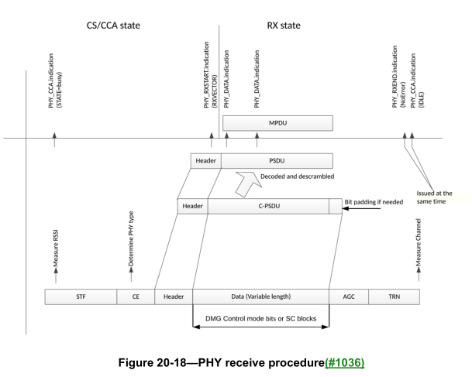 CS/CCA state
RX state
PHY_CCA.indication
(STATE=busy)
PHY_RXSTART.indication
(RXVECTOR)
PHY_DATA.indication
PHY_DATA.indication
PHY_RXEND.indication
(NoError)
PHY_CCA.indication
(IDLE)
MPDU
Header
PSDU
Decoded and descrambled
Issued at the
same time
Header
C-PSDU
Bit padding if needed
Measure RSSI
Determine PHY type
Measure Channel
STF
CE
Header
Data (Variable length)
AGC
TRN
DMG Control mode bits or SC blocks
Figure 20-18—PHY receive procedure(#1036)